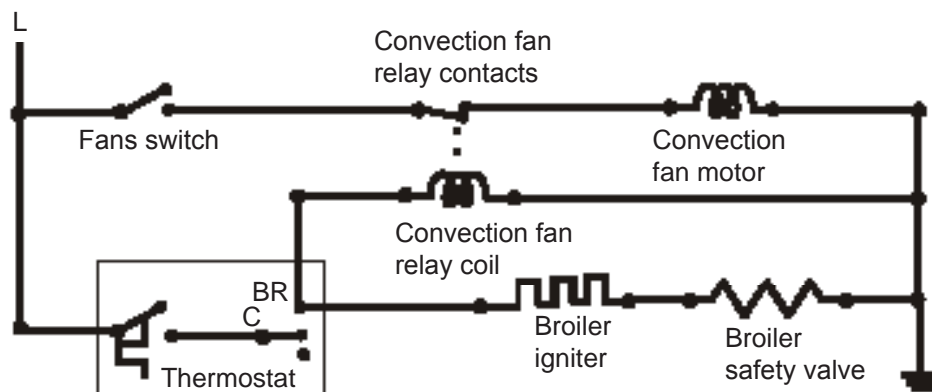 L
Convection fan
relay contacts
Fans switch
Convection
fan motor
Convection fan
relay coil
BR
C
Thermostat
Broiler
igniter
Broiler
safety valve